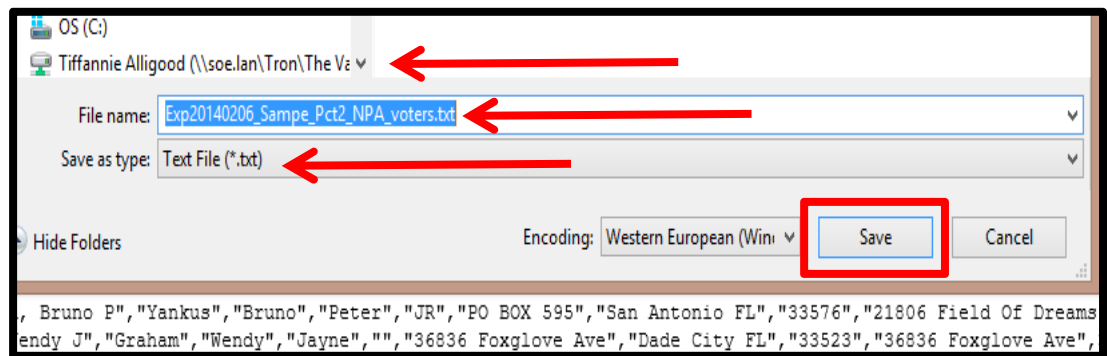 OS (C:)
Tiffannie Alligood (\\soe.lan\Tron\The Va
File name: Exp20140206_Sampe_Pct2_NPA_voters.txt
Save as type: Text File (*.txt)
Hide Folders Encoding: Western European (Win Save Cancel
, Bruno P","Yankus","Bruno","Peter","JR","PO BOX 595","San Antonio FL","33576","21806 Field Of Dreams
endy J","Graham","Wendy","Jayne","","36836 Foxglove Ave","Dade City FL","33523","36836 Foxglove Ave",